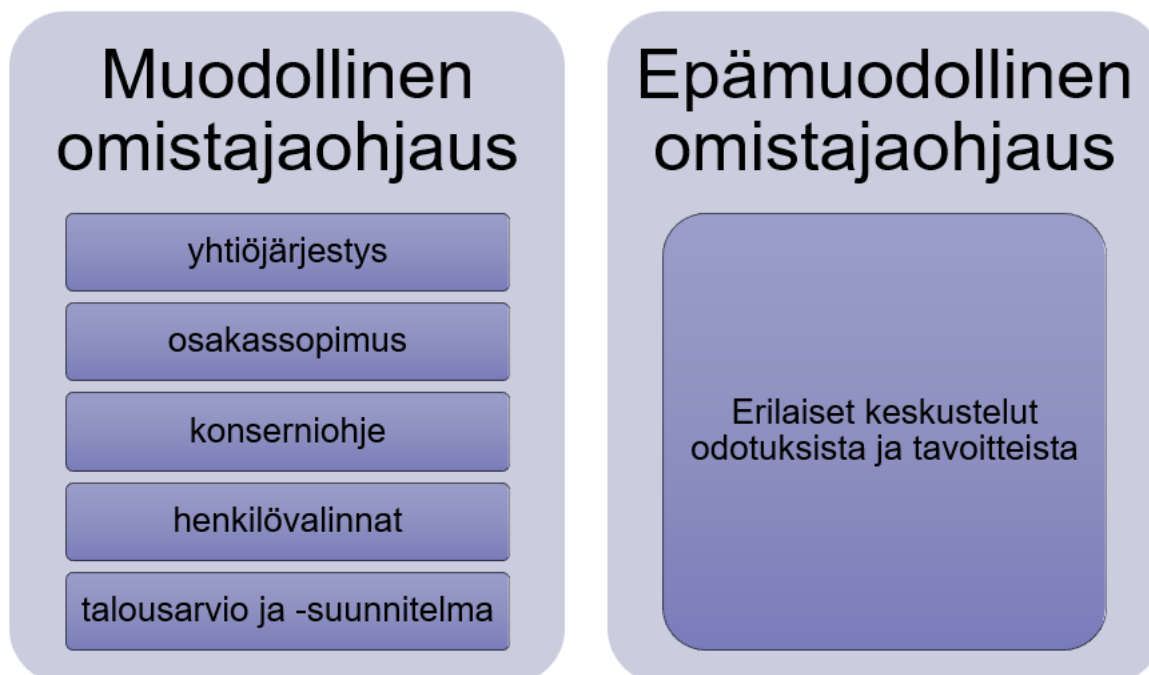 Muodollinen
omistajaohjaus
yhtiöjärjestys
osakassopimus
konserniohje
henkilövalinnat
talousarvio ja -suunnitelma
Epämuodollinen
omistajaohjaus
Erilaiset keskustelut
odotuksista ja tavoitteista